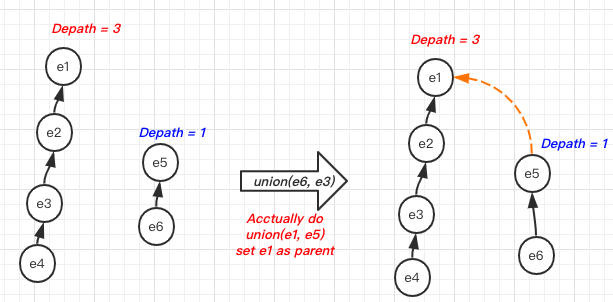 Depath = 3
e1
e2
e3
e4
Depath = 1
e5
e6
union(e6, e3)
Acctually do
union(e1, e5)
set e1 as parent
Depath = 3
e1
e2
e3
e4
Depath = 1
e5
e6